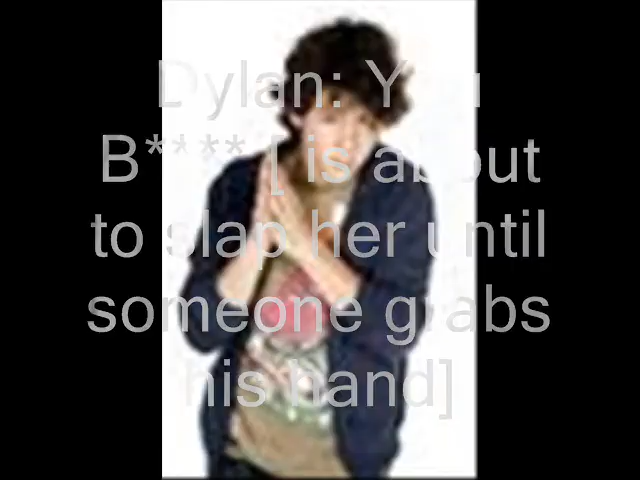 Dylan: You
B**** [ is about
to slap her until
someone grabs
his hand]